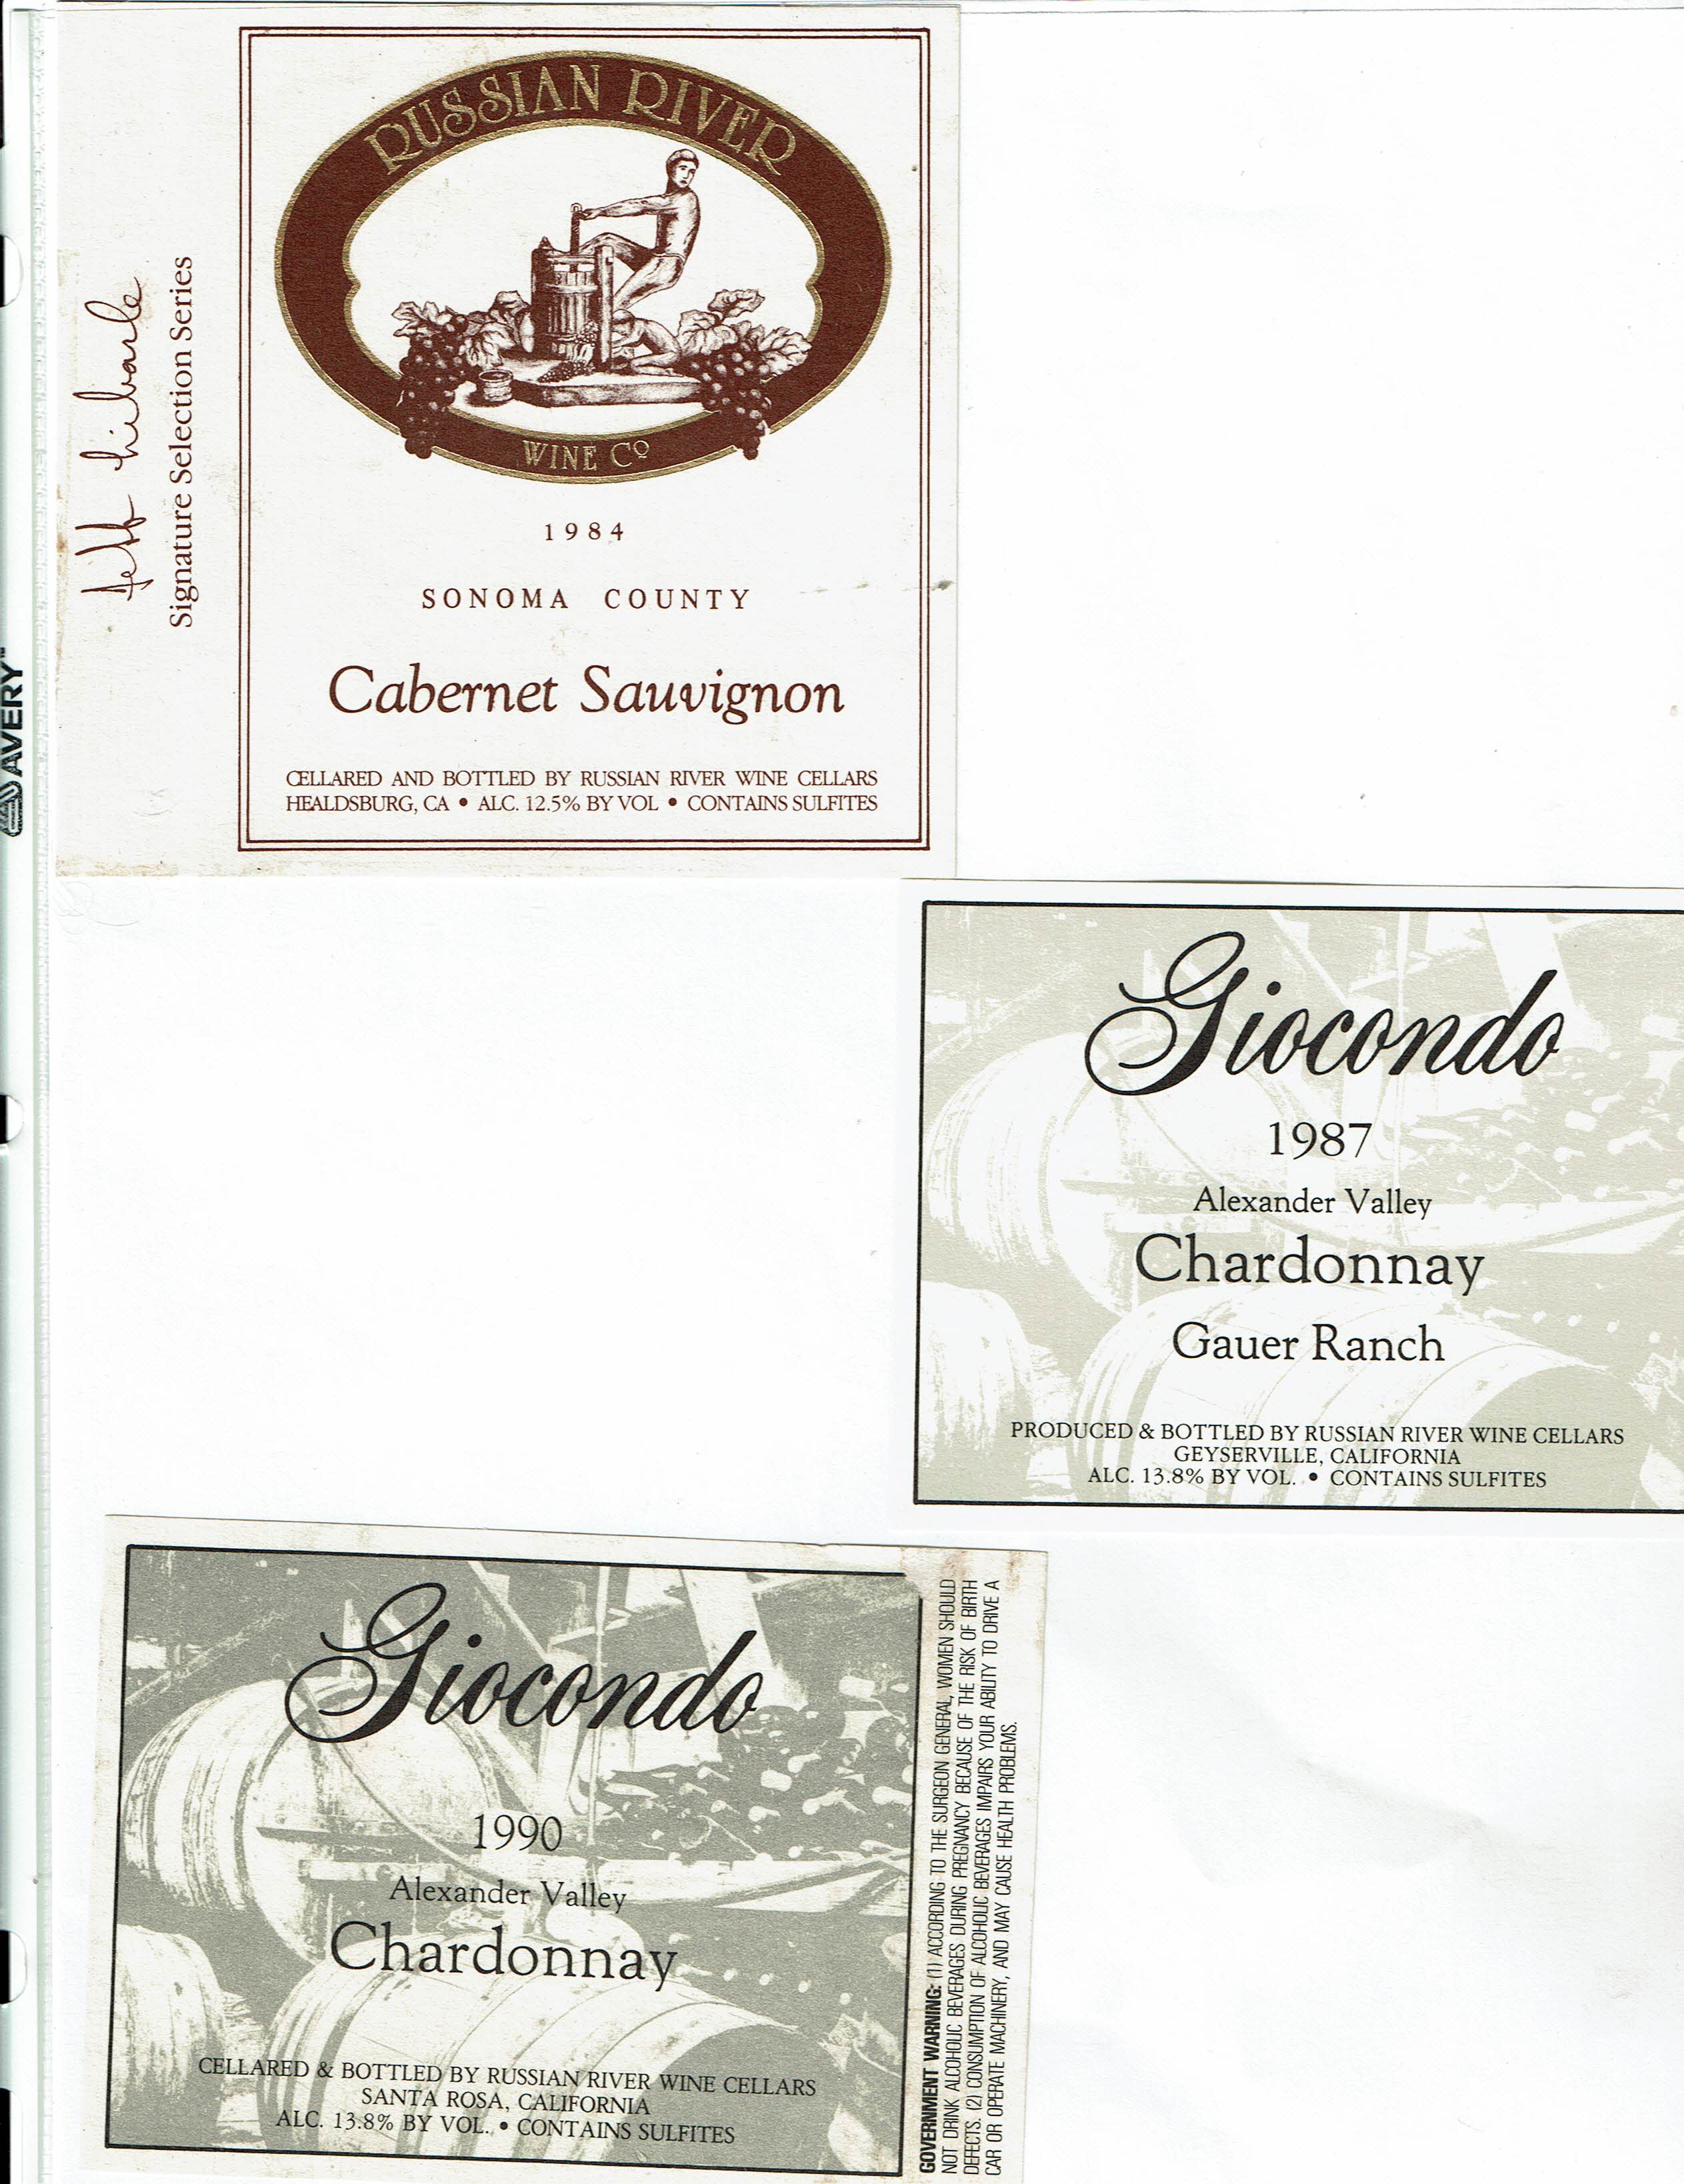 RUSSIAN RIVER
WINE CO
1984
SONOMA COUNTY
Cabernet Sauvignon
CELLARED AND BOTTLED BY RUSSIAN RIVER WINE CELLARS
HEALDSBURG, CA • ALC. 12.5% BY VOL • CONTAINS SULFITES
Signature Selection Series
AVERY™
Giocondo
1987
Alexander Valley
Chardonnay
Gauer Ranch
PRODUCED & BOTTLED BY RUSSIAN RIVER WINE CELLARS
GEYSERVILLE, CALIFORNIA
ALC. 13.8% BY VOL. • CONTAINS SULFITES
Giocondo
1990
Alexander Valley
Chardonnay
CELLARED & BOTTLED BY RUSSIAN RIVER WINE CELLARS
SANTA ROSA, CALIFORNIA
ALC. 13.8% BY VOL. • CONTAINS SULFITES
GOVERNMENT WARNING: (1) ACCORDING TO THE SURGEON GENERAL, WOMEN SHOULD
NOT DRINK ALCOHOLIC BEVERAGES DURING PREGNANCY BECAUSE OF THE RISK OF BIRTH
DEFECTS. (2) CONSUMPTION OF ALCOHOLIC BEVERAGES IMPAIRS YOUR ABILITY TO DRIVE A
CAR OR OPERATE MACHINERY, AND MAY CAUSE HEALTH PROBLEMS.